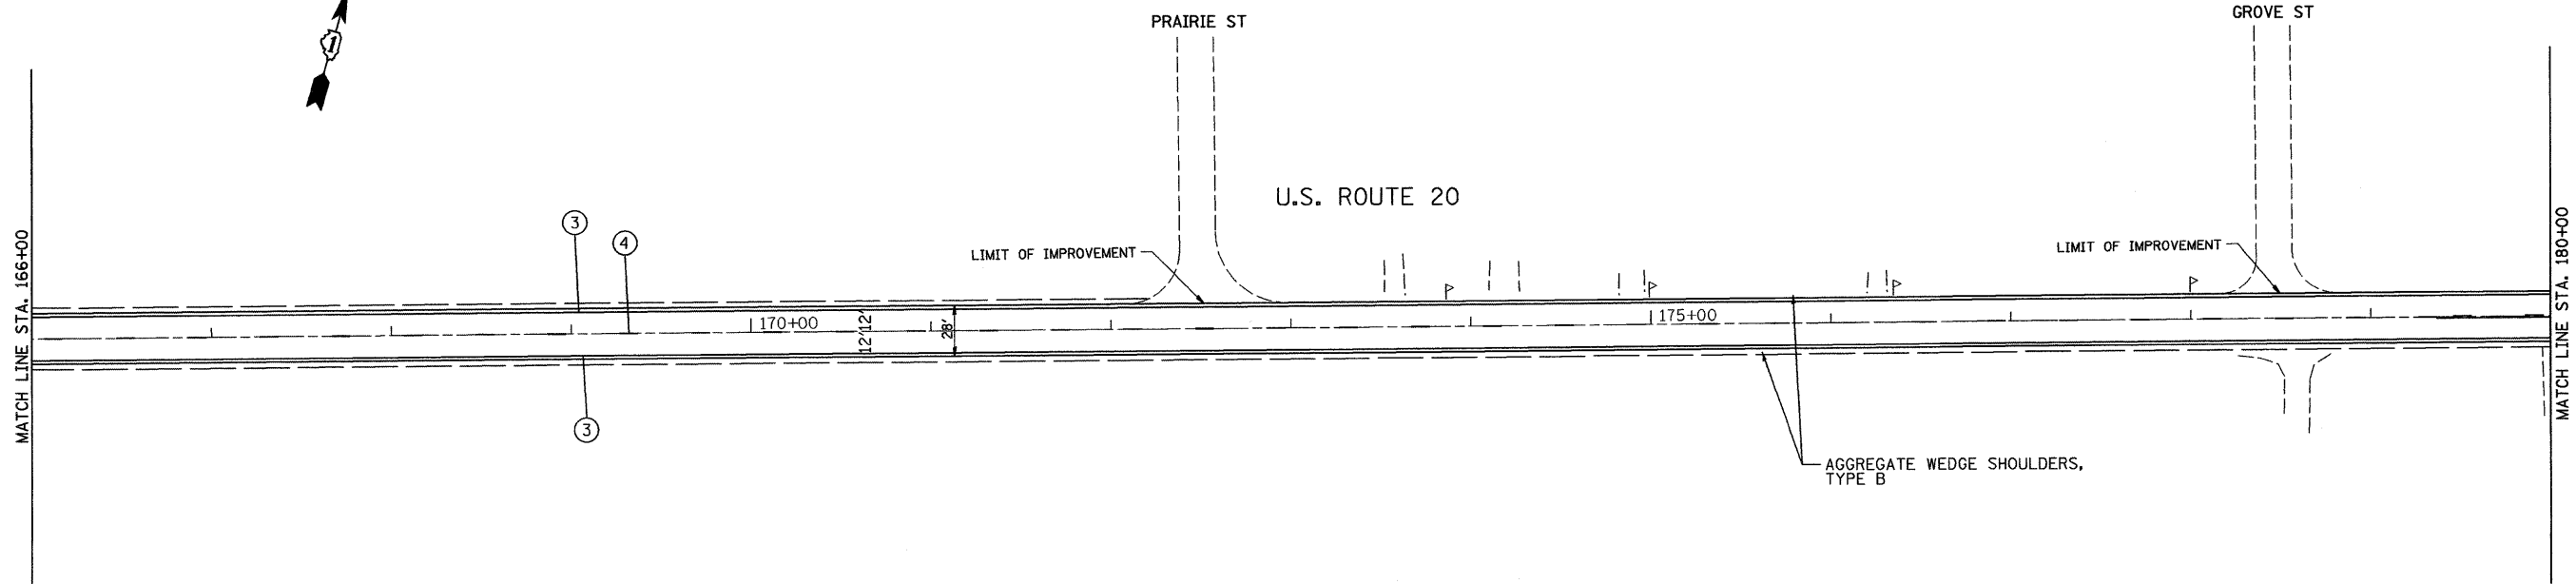 PRAIRIE ST
GROVE ST
1
U.S. ROUTE 20
3
4
LIMIT OF IMPROVEMENT
LIMIT OF IMPROVEMENT
MATCH LINE STA. 166+00
MATCH LINE STA. 180+00
170+00
12'
12'
28'
175+00
3
AGGREGATE WEDGE SHOULDERS,
TYPE B